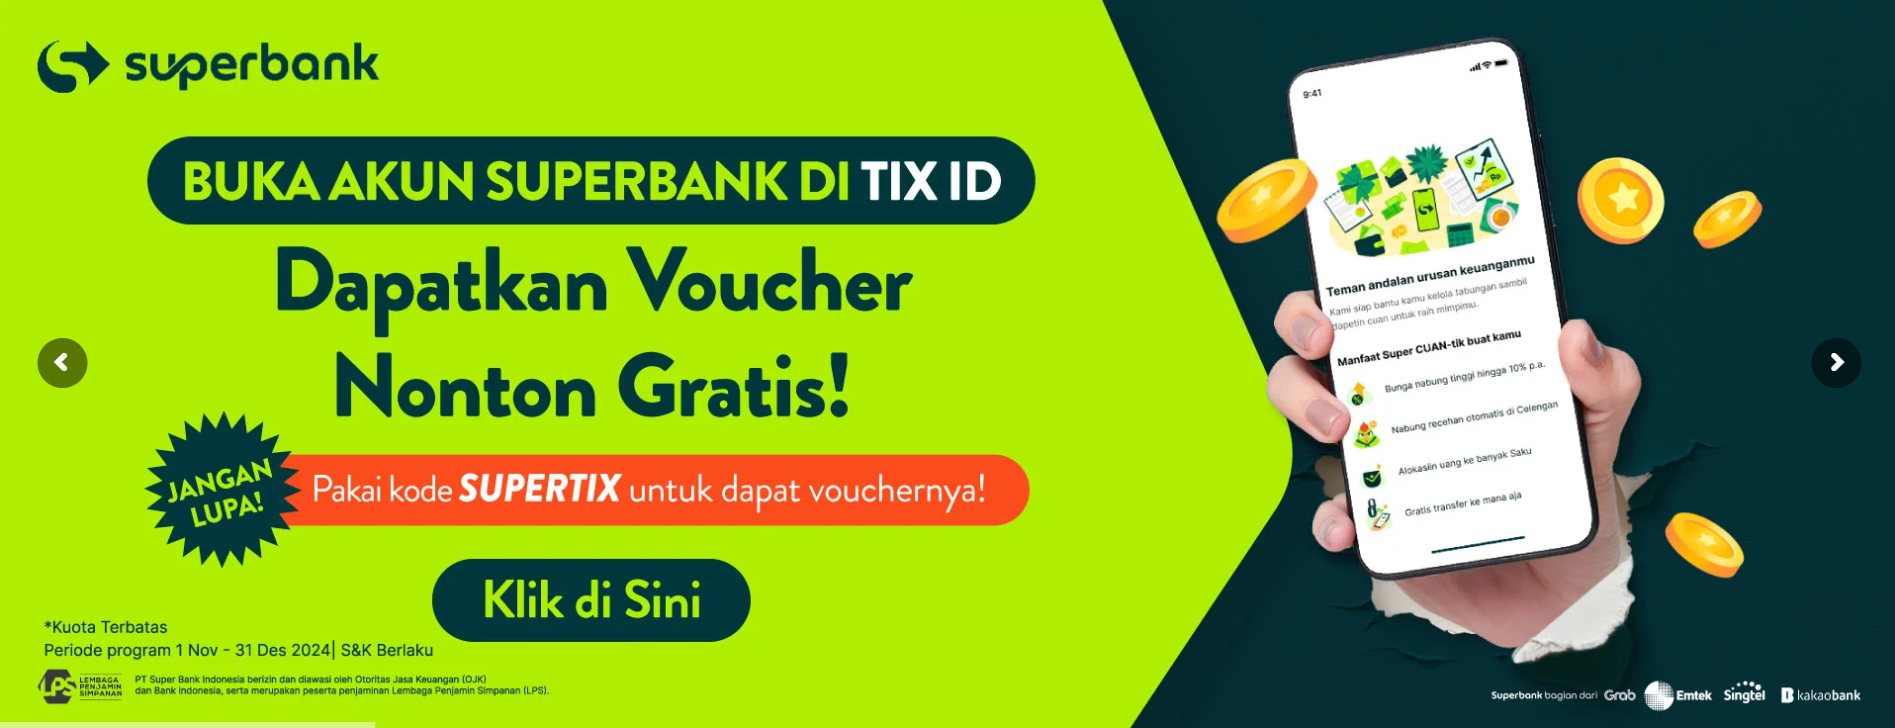 superbank
BUKA AKUN SUPERBANK DI TIX ID
Dapatkan Voucher
Nonton Gratis!
JANGAN
LUPA!
Pakai kode SUPERTIX untuk dapat vouchernya!
Klik di Sini
*Kuota Terbatas
Periode program 1 Nov - 31 Des 2024| S&K Berlaku
LPS
LEMBAGA
PENJAMIN
SIMPANAN
PT Super Bank Indonesia berizin dan diawasi oleh Otoritas Jasa Keuangan (OJK)
dan Bank Indonesia, serta merupakan peserta penjaminan Lembaga Penjamin Simpanan (LPS).
9:41
Rp
Teman andalan urusan keuanganmu
Kami siap bantu kamu kelola tabungan sambil
dapetin cuan untuk raih mimpimu.
Manfaat Super CUAN-tik buat kamu
Bunga nabung tinggi hingga 10% p.a.
Nabung recehan otomatis di Celengan
Alokasiin uang ke banyak Saku
Gratis transfer ke mana aja
Superbank bagian dari Grab Emtek Singtel kakaobank